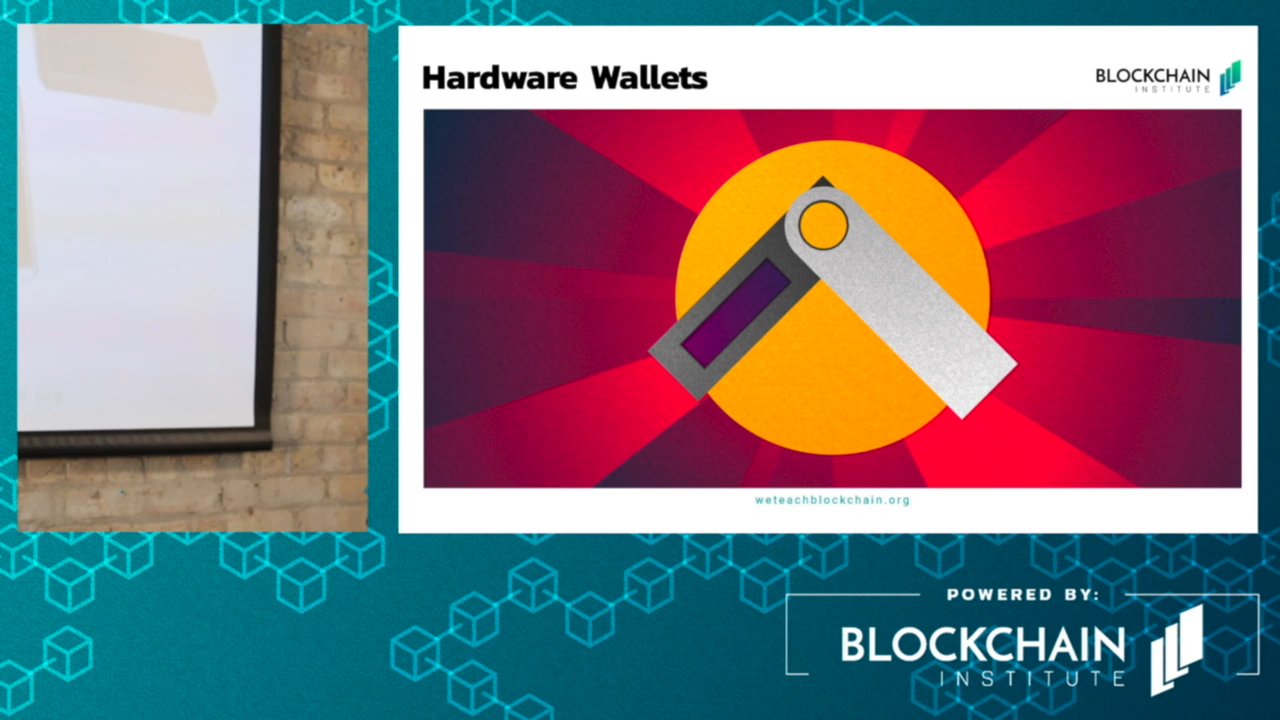 Hardware Wallets
BLOCKCHAIN
INSTITUTE
weteachblockchain.org
POWERED BY:
BLOCKCHAIN
INSTITUTE